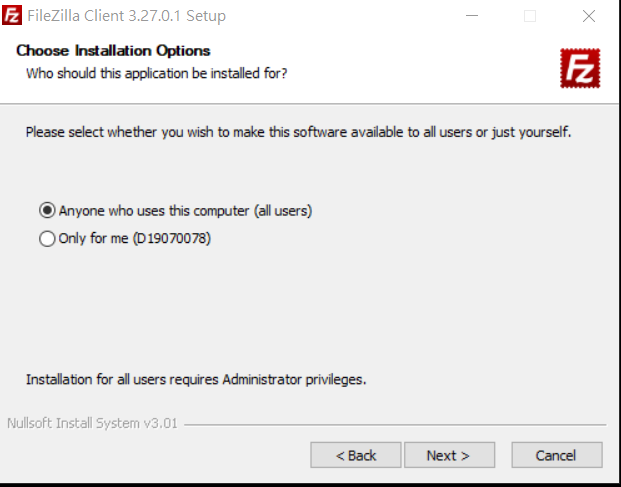 FileZilla Client 3.27.0.1 Setup
Choose Installation Options
Who should this application be installed for?
Fz
Please select whether you wish to make this software available to all users or just yourself.
Anyone who uses this computer (all users)
Only for me (D19070078)
Installation for all users requires Administrator privileges.
Nullsoft Install System v3.01
< Back
Next >
Cancel